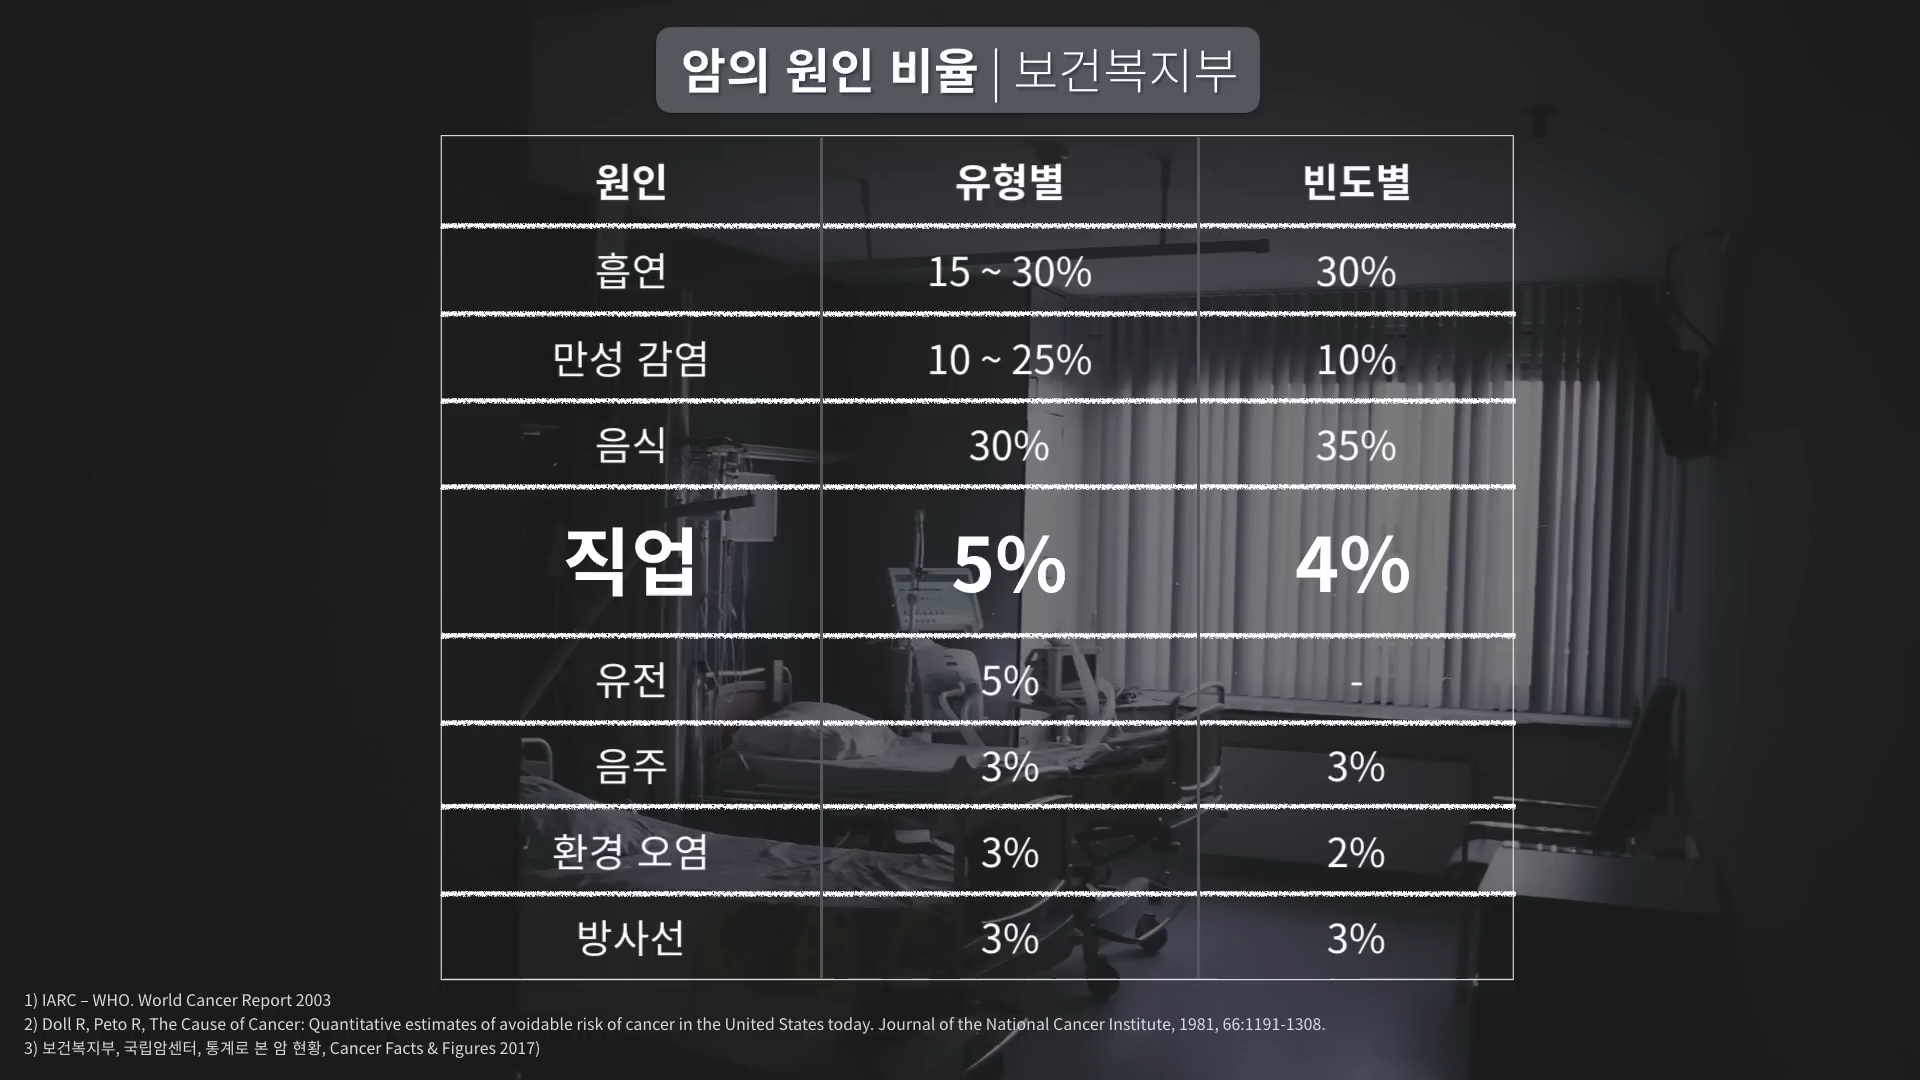 암의 원인 비율 | 보건복지부
원인 유형별 빈도별
흡연 15 ~ 30% 30%
만성 감염 10 ~ 25% 10%
음식 30% 35%
직업 5% 4%
유전 5% -
음주 3% 3%
환경 오염 3% 2%
방사선 3% 3%
1) IARC – WHO. World Cancer Report 2003
2) Doll R, Peto R, The Cause of Cancer: Quantitative estimates of avoidable risk of cancer in the United States today. Journal of the National Cancer Institute, 1981, 66:1191-1308.
3) 보건복지부, 국립암센터, 통계로 본 암 현황, Cancer Facts & Figures 2017)